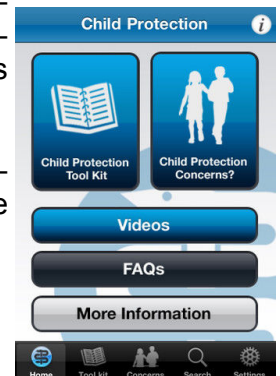 Child Protection
i
s
Child Protection
Tool Kit
Child Protection
Concerns?
e
Videos
FAQs
More Information
Home Tool kit Concerns Search Settings